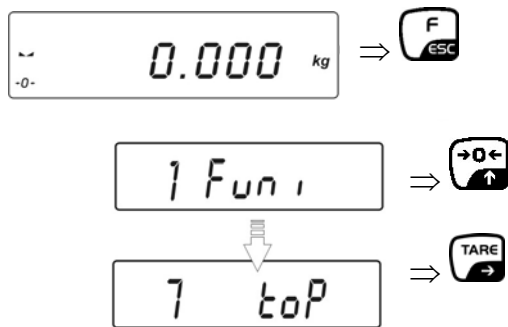 -0- 0.000 kg ⇒ F ESC
1 Funi ⇒ →0← ↑
7 toP ⇒ TARE →